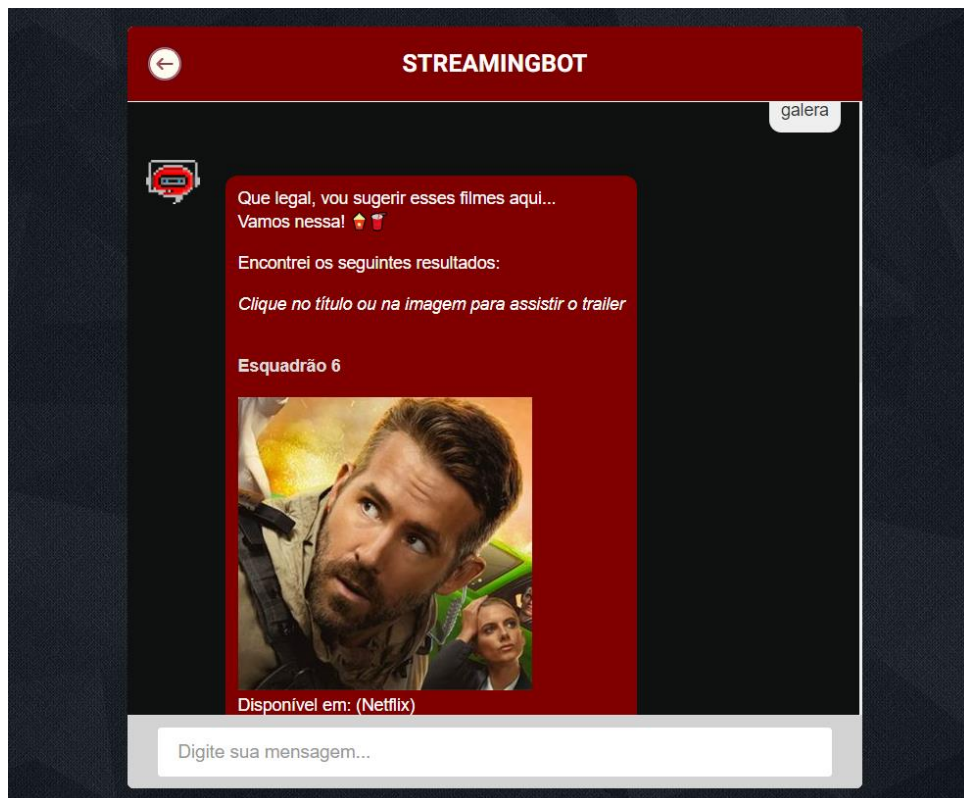 STREAMINGBOT
galera
Que legal, vou sugerir esses filmes aqui...
Vamos nessa! 🍿🥤
Encontrei os seguintes resultados:
Clique no título ou na imagem para assistir o trailer
Esquadrão 6
Disponível em: (Netflix)
Digite sua mensagem...